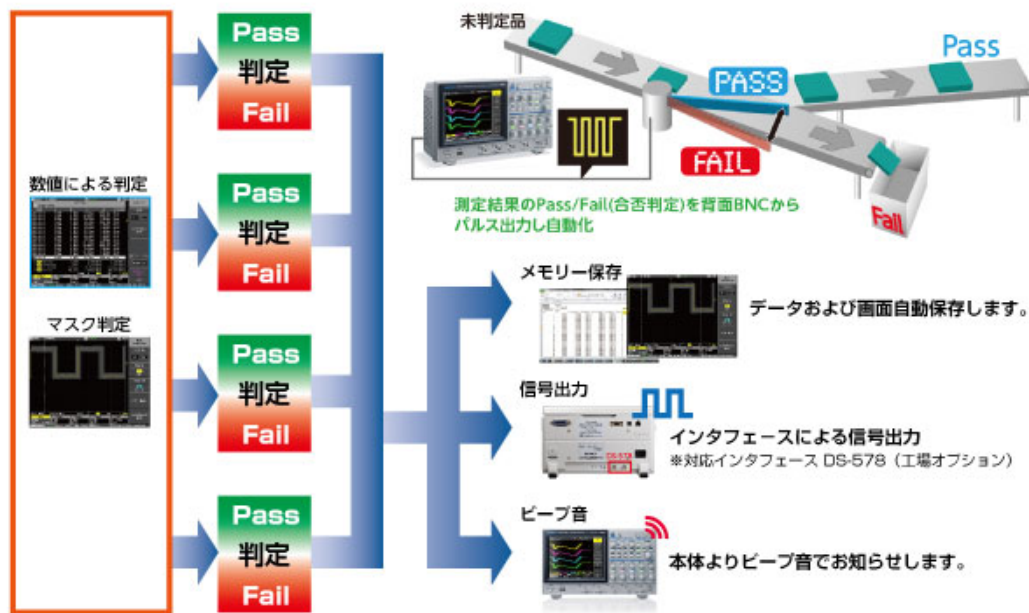 数値による判定
マスク判定
Pass
判定
Fail
Pass
判定
Fail
Pass
判定
Fail
Pass
判定
Fail
未判定品
PASS
FAIL
Pass
Fail
測定結果のPass/Fail(合否判定)を背面BNCから
パルス出力し自動化
メモリー保存
データおよび画面自動保存します。
信号出力
DS-578
インタフェースによる信号出力
※対応インタフェース DS-578（工場オプション）
ビープ音
本体よりビープ音でお知らせします。